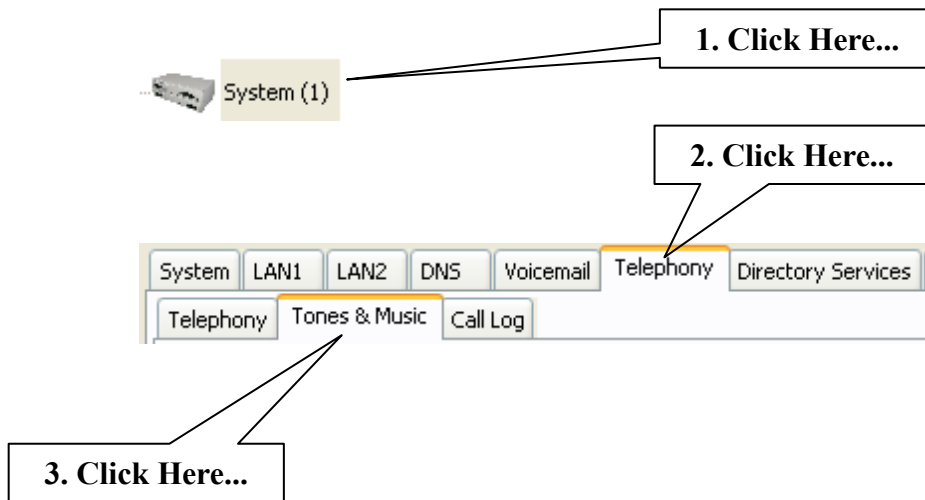 1. Click Here...
System (1)
2. Click Here...
System LAN1 LAN2 DNS Voicemail Telephony Directory Services
Telephony Tones & Music Call Log
3. Click Here...